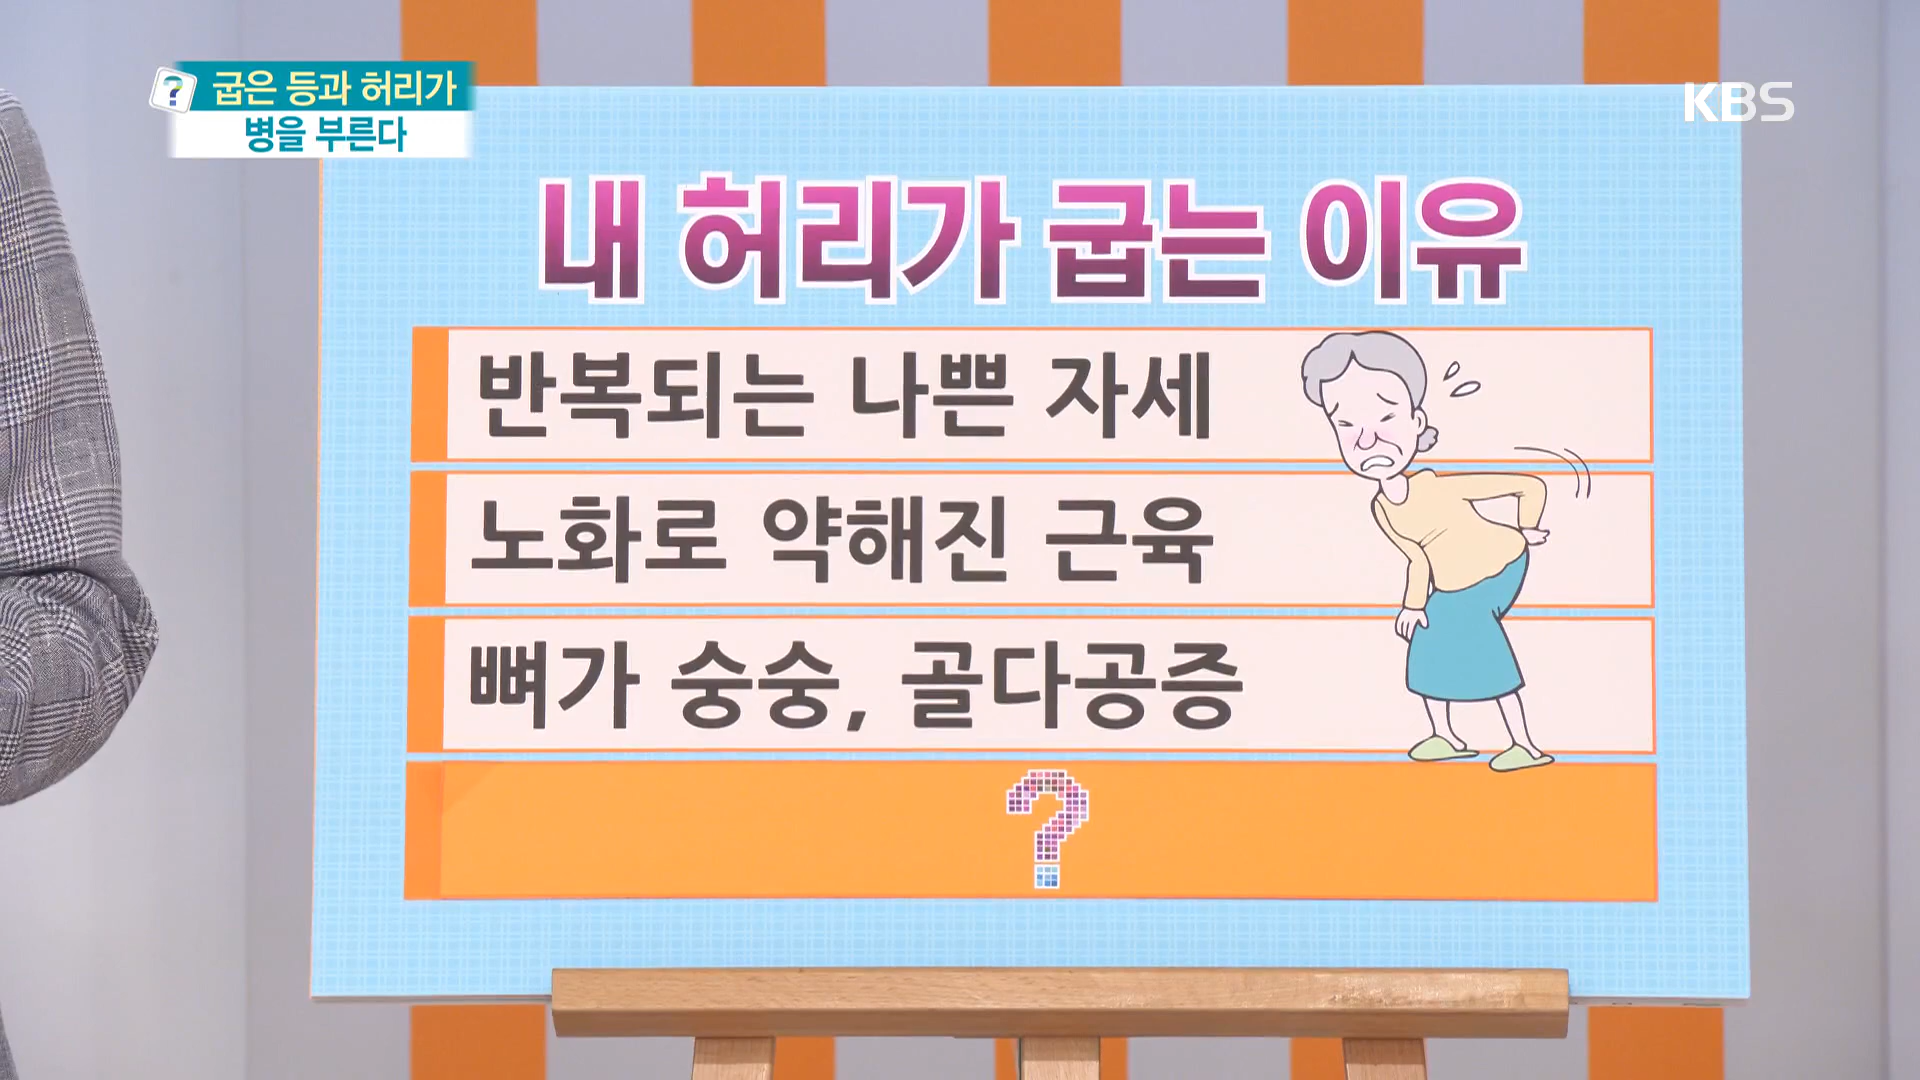 ? 굽은 등과 허리가
병을 부른다
KBS
내 허리가 굽는 이유
반복되는 나쁜 자세
노화로 약해진 근육
뼈가 숭숭, 골다공증
?